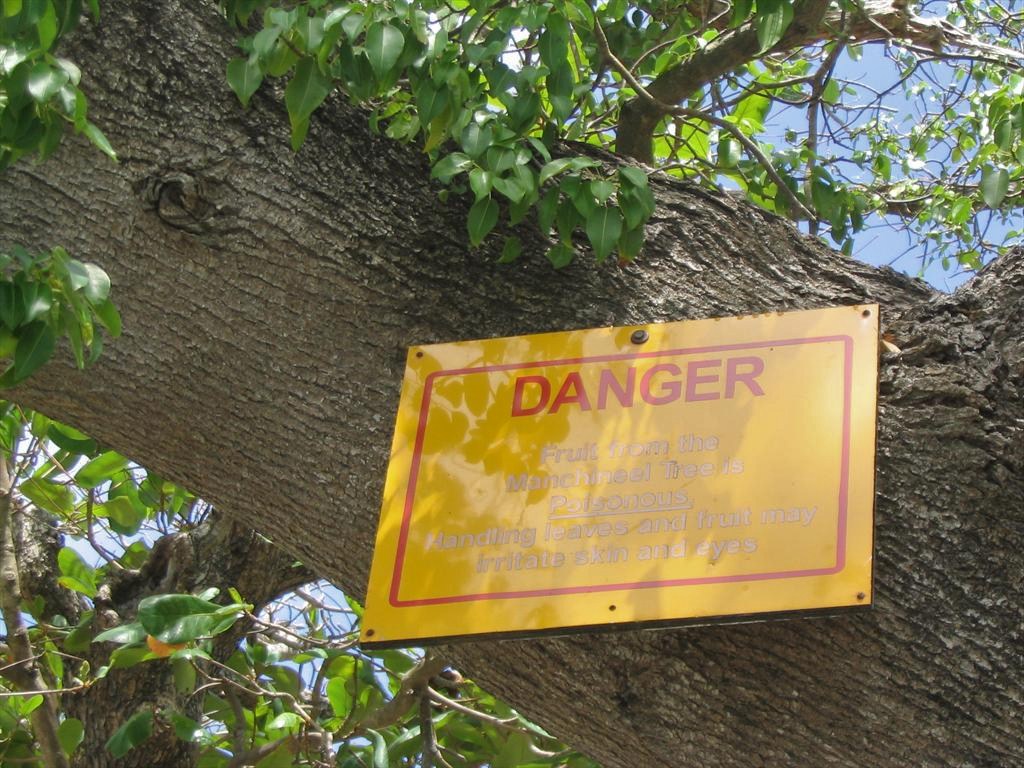 DANGER
Fruit from the
Manchineel Tree is
Poisonous.
Handling leaves and fruit may
irritate skin and eyes